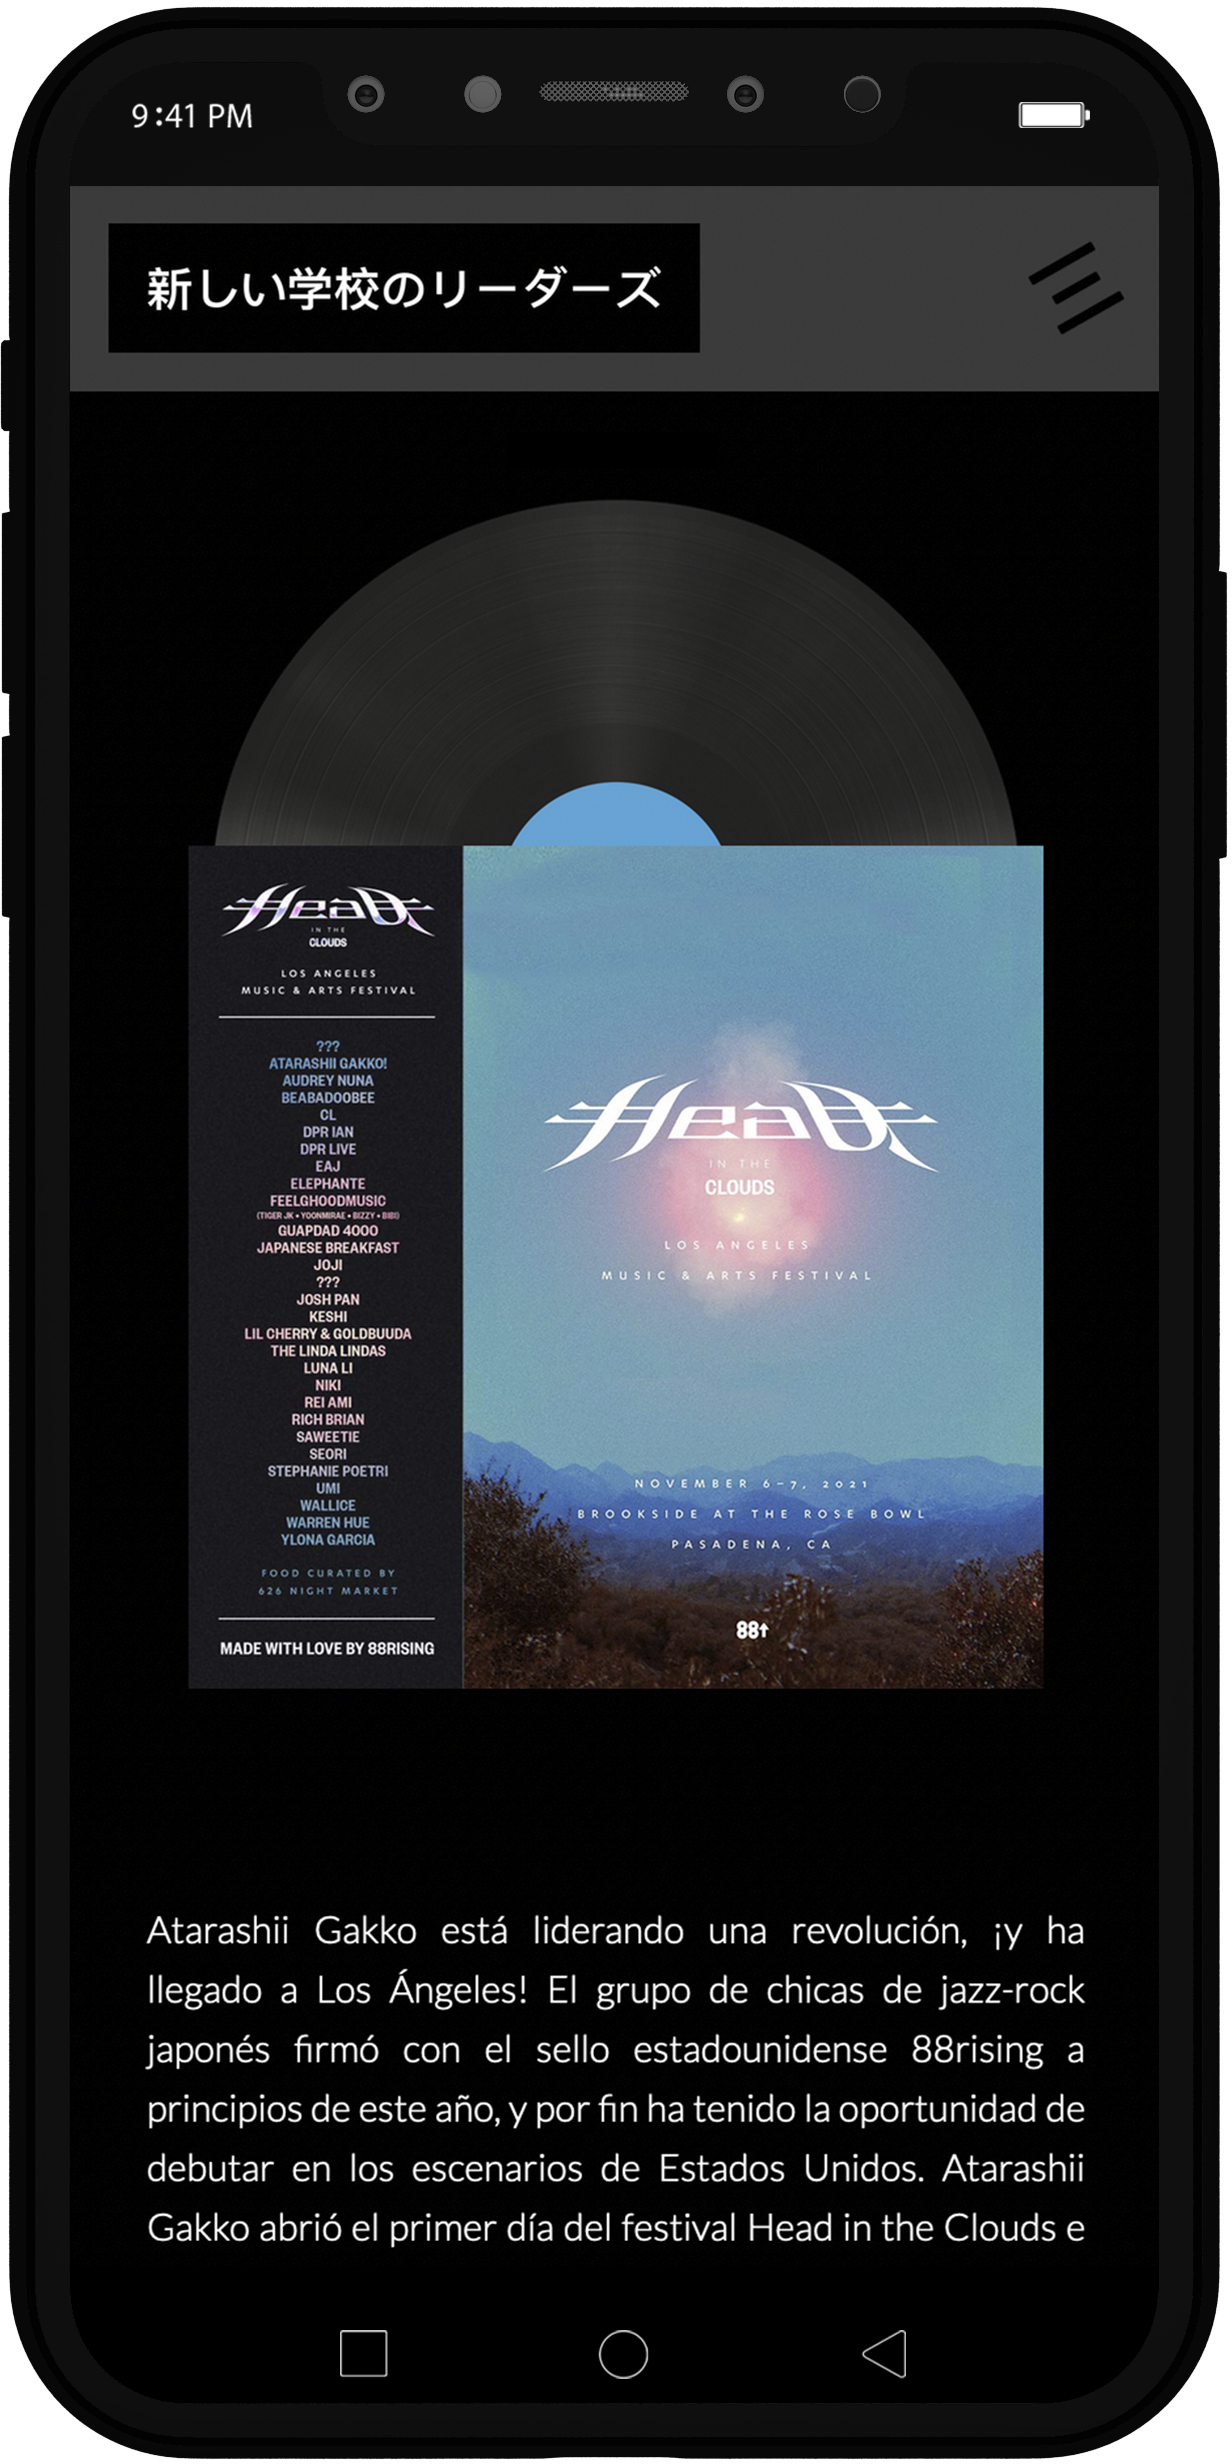 9:41 PM
新しい学校のリーダーズ
Head
IN THE
CLOUDS
LOS ANGELES
MUSIC & ARTS FESTIVAL
???
ATARASHII GAKKO!
AUDREY NUNA
BEABADOOBEE
CL
DPR IAN
DPR LIVE
EAJ
ELEPHANTE
FEELGHOODMUSIC
(TIGER JK • YOONMIRAE • BIZZY • BIBI)
GUAPDAD 4000
JAPANESE BREAKFAST
JOJI
???
JOSH PAN
KESHI
LIL CHERRY & GOLDBUUDA
THE LINDA LINDAS
LUNA LI
NIKI
REI AMI
RICH BRIAN
SAWEETIE
SEORI
STEPHANIE POETRI
UMI
WALLICE
WARREN HUE
YLONA GARCIA
FOOD CURATED BY
626 NIGHT MARKET
MADE WITH LOVE BY 88RISING
Head
IN THE
CLOUDS
LOS ANGELES
MUSIC & ARTS FESTIVAL
NOVEMBER 6–7, 2021
BROOKSIDE AT THE ROSE BOWL
PASADENA, CA
88↑
Atarashii Gakko está liderando una revolución, ¡y ha
llegado a Los Ángeles! El grupo de chicas de jazz-rock
japonés firmó con el sello estadounidense 88rising a
principios de este año, y por fin ha tenido la oportunidad de
debutar en los escenarios de Estados Unidos. Atarashii
Gakko abrió el primer día del festival Head in the Clouds e